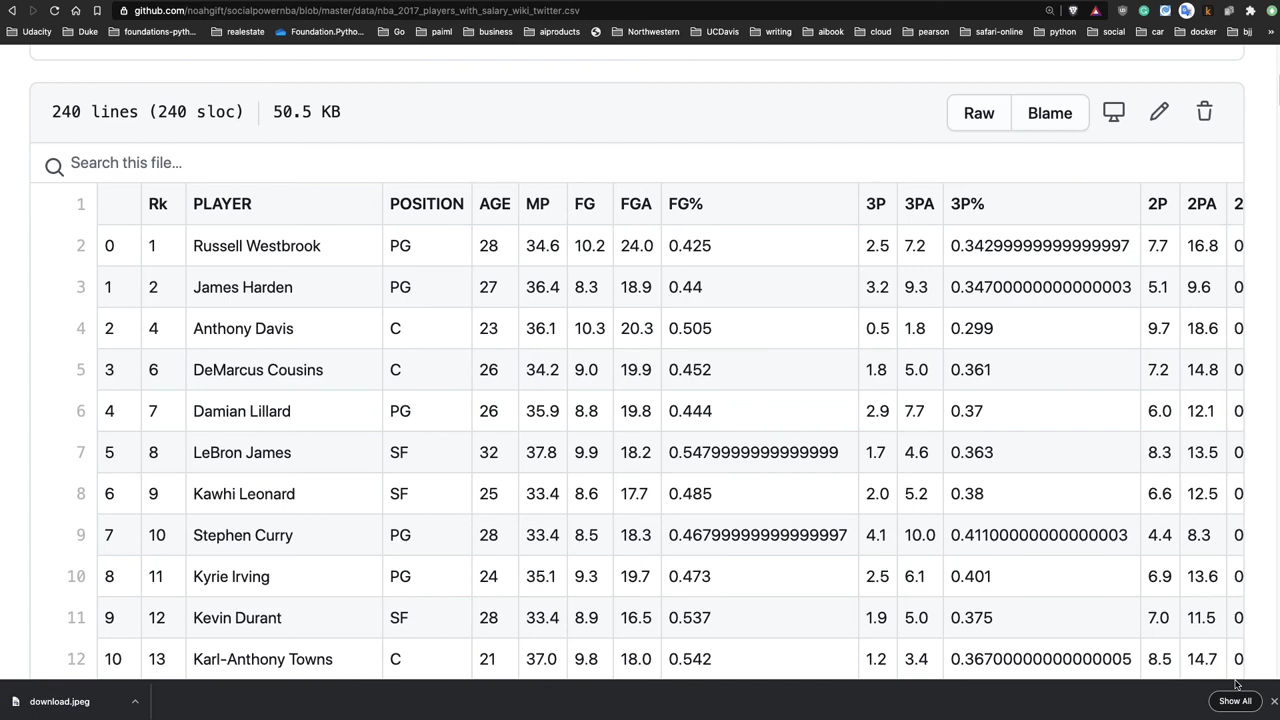 github.com/noahgift/socialpowernba/blob/master/data/nba_2017_players_with_salary_wiki_twitter.csv
Udacity Duke foundations-pyth... realestate Foundation.Pytho... Go paiml business aiproducts Northwestern UCDavis writing aibook cloud pearson safari-online python social car docker bjj »
240 lines (240 sloc) 50.5 KB Raw Blame
Search this file...
1 Rk PLAYER POSITION AGE MP FG FGA FG% 3P 3PA 3P% 2P 2PA 2
2 0 1 Russell Westbrook PG 28 34.6 10.2 24.0 0.425 2.5 7.2 0.34299999999999997 7.7 16.8 0
3 1 2 James Harden PG 27 36.4 8.3 18.9 0.44 3.2 9.3 0.34700000000000003 5.1 9.6 0
4 2 4 Anthony Davis C 23 36.1 10.3 20.3 0.505 0.5 1.8 0.299 9.7 18.6 0
5 3 6 DeMarcus Cousins C 26 34.2 9.0 19.9 0.452 1.8 5.0 0.361 7.2 14.8 0
6 4 7 Damian Lillard PG 26 35.9 8.8 19.8 0.444 2.9 7.7 0.37 6.0 12.1 0
7 5 8 LeBron James SF 32 37.8 9.9 18.2 0.5479999999999999 1.7 4.6 0.363 8.3 13.5 0
8 6 9 Kawhi Leonard SF 25 33.4 8.6 17.7 0.485 2.0 5.2 0.38 6.6 12.5 0
9 7 10 Stephen Curry PG 28 33.4 8.5 18.3 0.46799999999999997 4.1 10.0 0.41100000000000003 4.4 8.3 0
10 8 11 Kyrie Irving PG 24 35.1 9.3 19.7 0.473 2.5 6.1 0.401 6.9 13.6 0
11 9 12 Kevin Durant SF 28 33.4 8.9 16.5 0.537 1.9 5.0 0.375 7.0 11.5 0
12 10 13 Karl-Anthony Towns C 21 37.0 9.8 18.0 0.542 1.2 3.4 0.36700000000000005 8.5 14.7 0
download.jpeg Show All